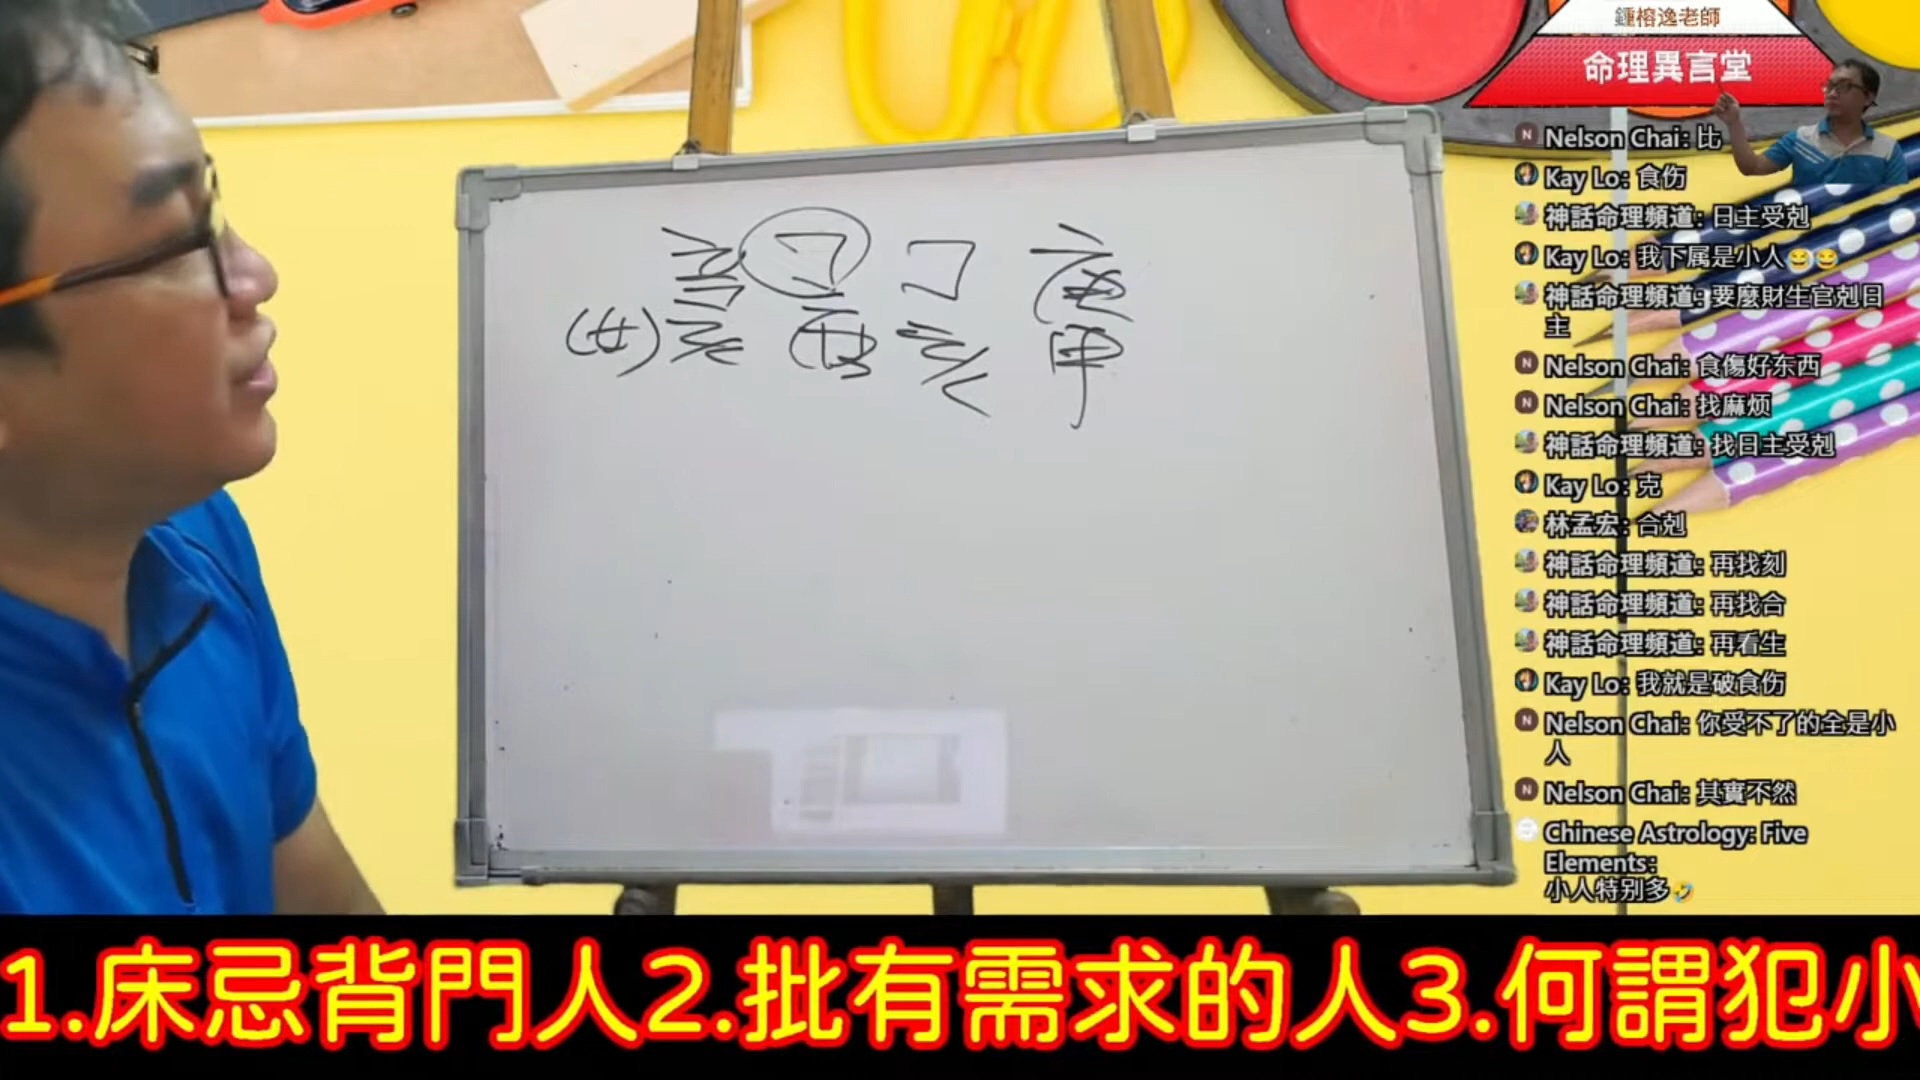 鍾榕逸老師
命理異言堂
Nelson Chai: 比
Kay Lo: 食伤
神話命理頻道: 日主受剋
Kay Lo: 我下属是小人😂😂
神話命理頻道: 要麼財生官剋日
主
Nelson Chai: 食傷好东西
Nelson Chai: 找麻烦
神話命理頻道: 找日主受剋
Kay Lo: 克
林孟宏: 合剋
神話命理頻道: 再找刻
神話命理頻道: 再找合
神話命理頻道: 再看生
Kay Lo: 我就是破食伤
Nelson Chai: 你受不了的全是小
人
Nelson Chai: 其實不然
Chinese Astrology: Five
Elements:
小人特别多🤣
己 庚
(女) 酉 申
1.床忌背門人2.批有需求的人3.何謂犯小